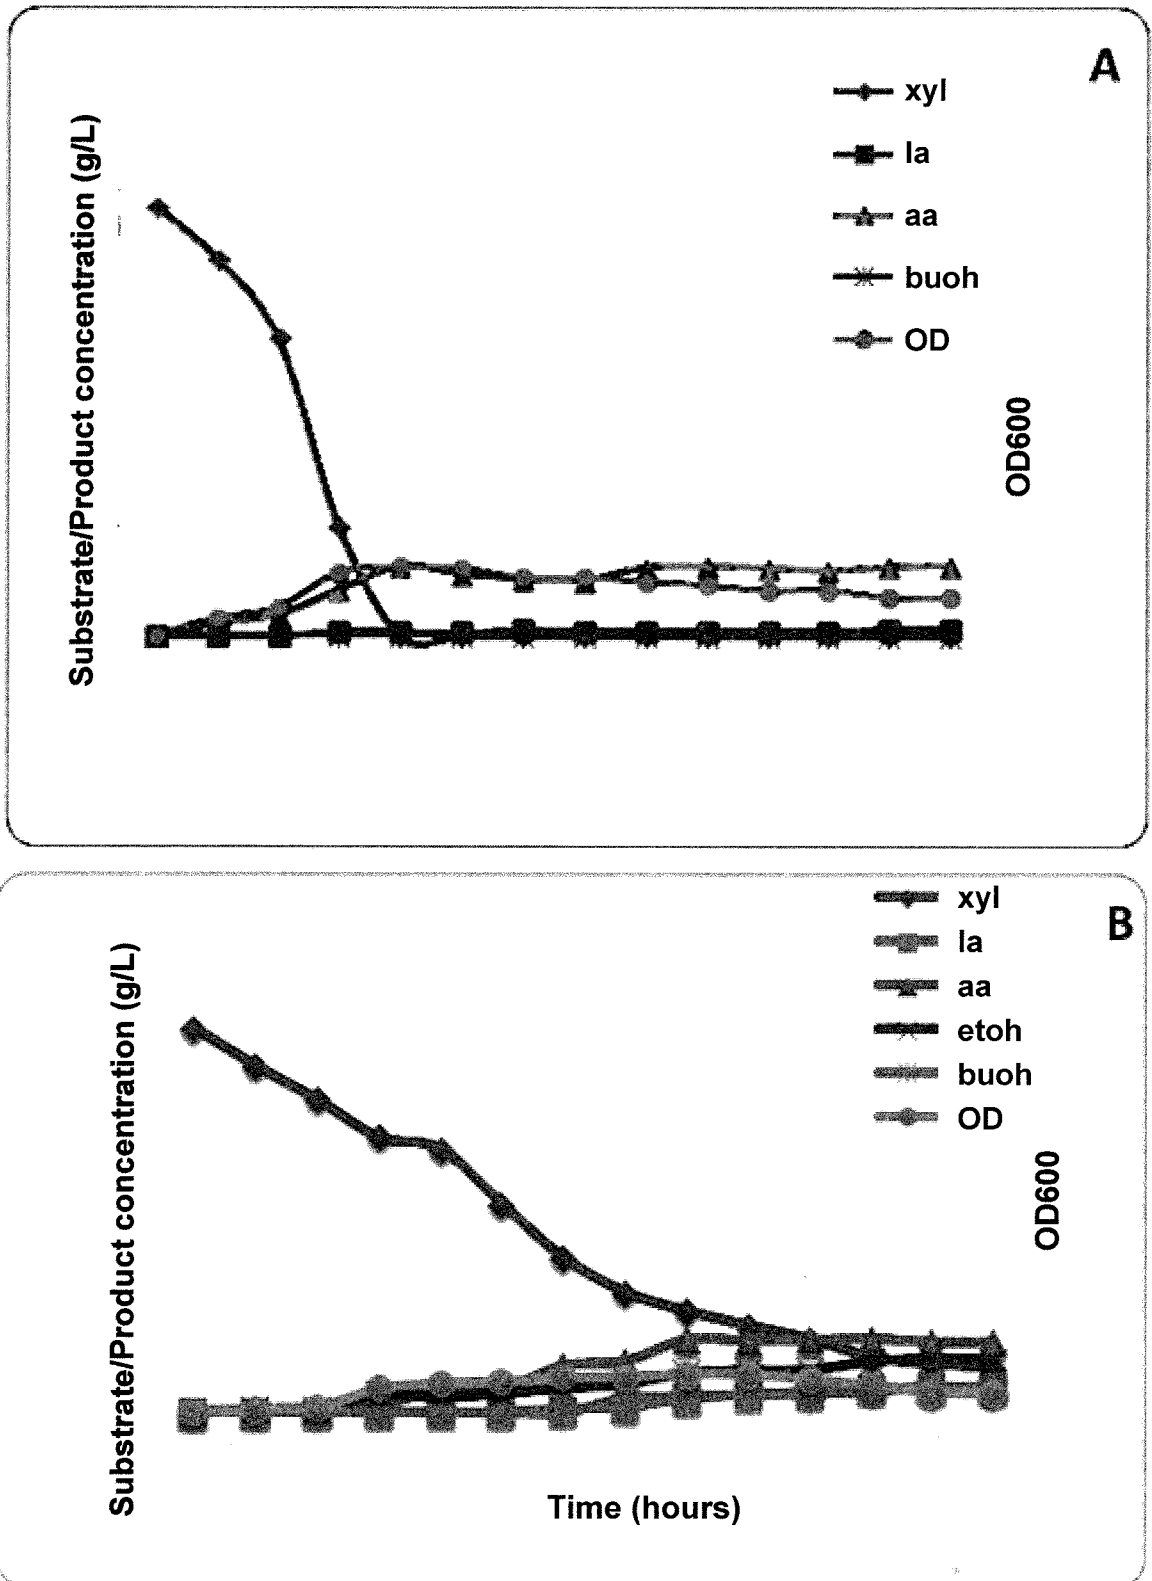 A
xyl
la
aa
buoh
OD
Substrate/Product concentration (g/L)
OD600
B
xyl
la
aa
etoh
buoh
OD
Substrate/Product concentration (g/L)
OD600
Time (hours)